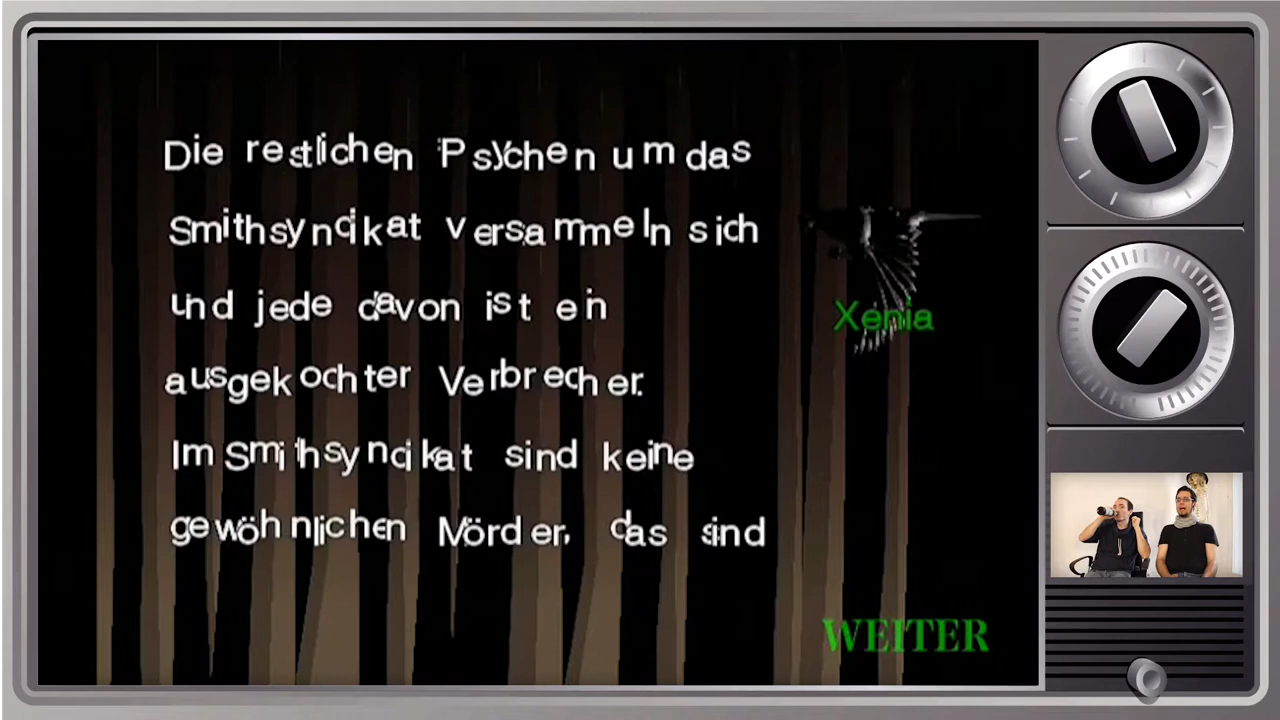 Die restlichen Psychen um das
Smithsyndikat versammeln sich
und jede davon ist ein
Xenia
ausgekochter Verbrecher.
Im Smithsyndikat sind keine
gewöhnlichen Mörder, das sind
WEITER